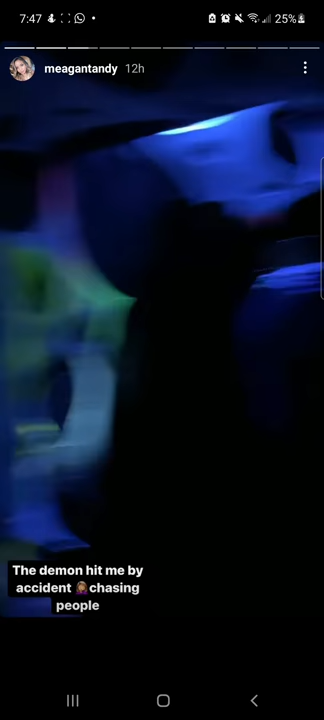 7:47
25%
meagantandy 12h
The demon hit me by
accident 🤦🏽‍♀️chasing
people